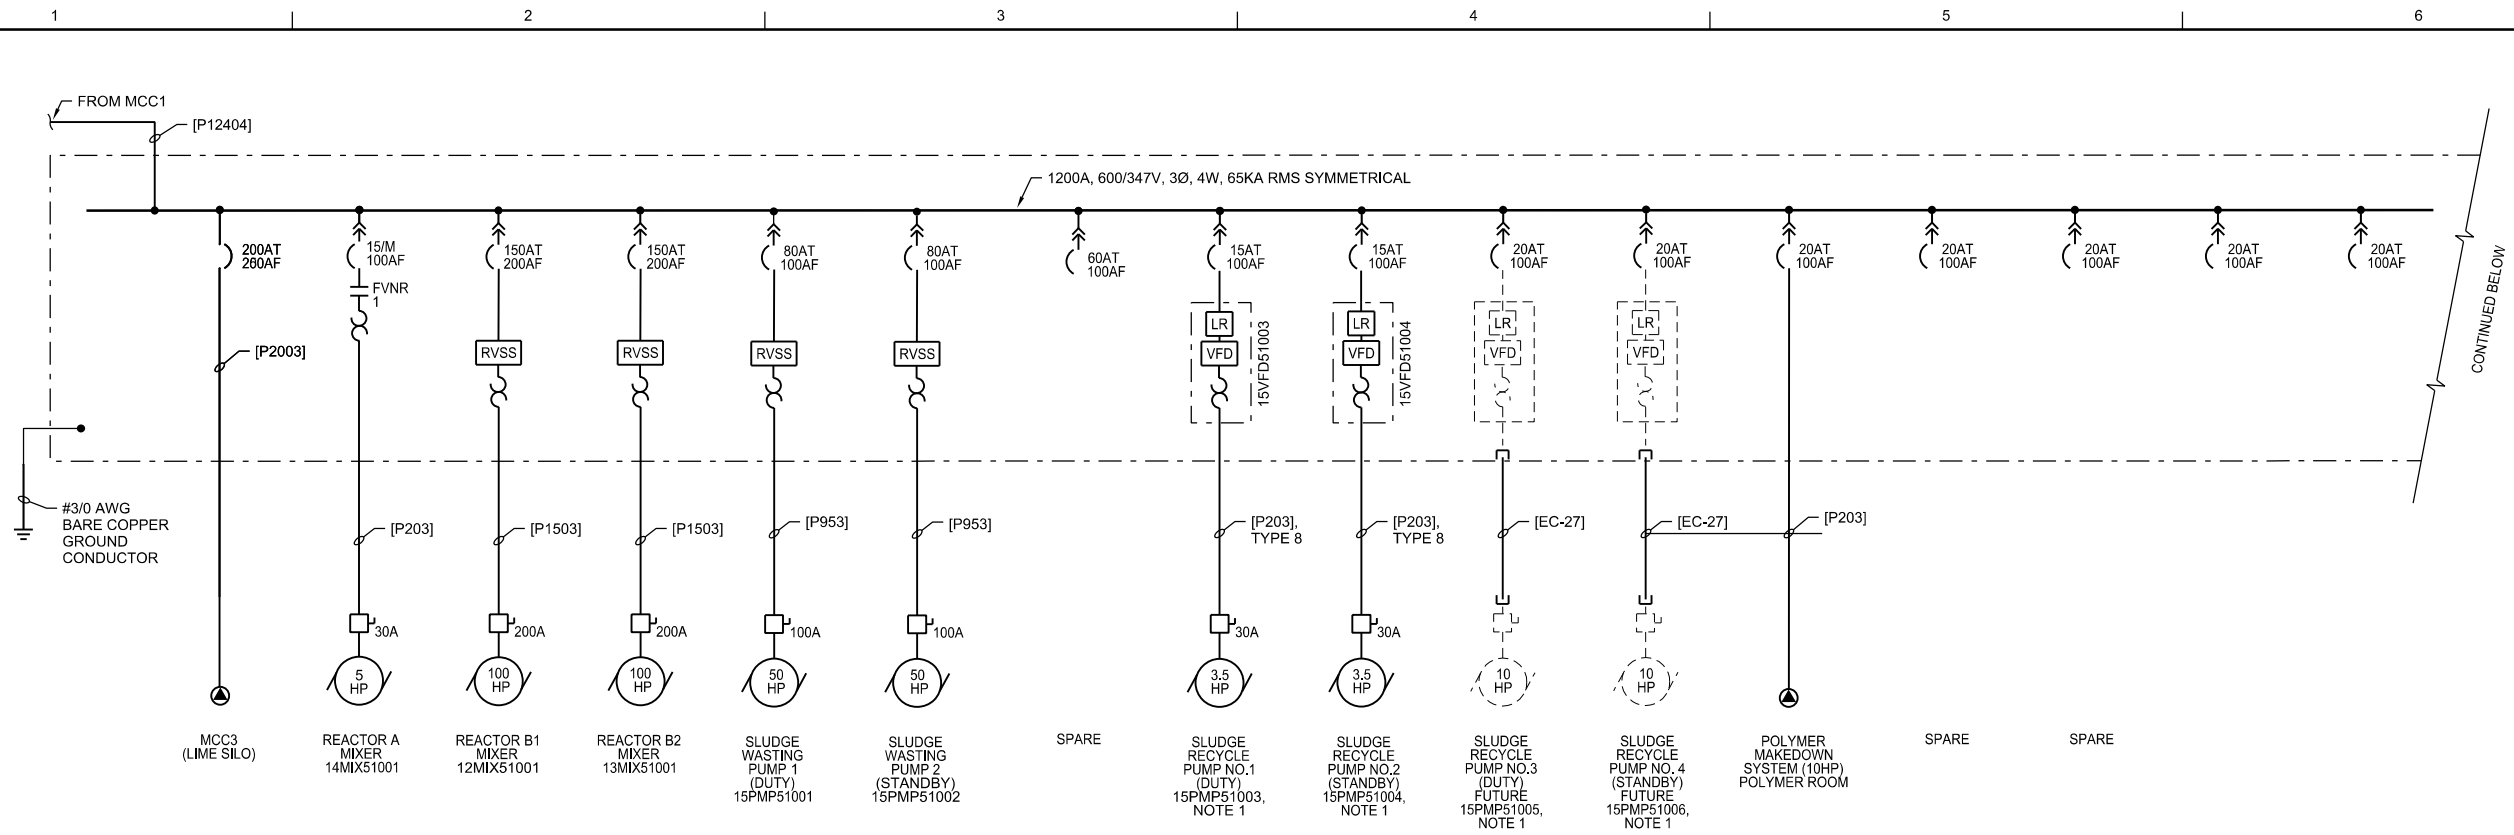 1
2
3
4
5
6
FROM MCC1
[P12404]
1200A, 600/347V, 3Ø, 4W, 65KA RMS SYMMETRICAL
200AT
260AF
15/M
100AF
150AT
200AF
150AT
200AF
80AT
100AF
80AT
100AF
60AT
100AF
15AT
100AF
15AT
100AF
20AT
100AF
20AT
100AF
20AT
100AF
20AT
100AF
20AT
100AF
20AT
100AF
20AT
100AF
CONTINUED BELOW
FVNR
1
[P2003]
RVSS
RVSS
RVSS
RVSS
LR
VFD
15VFD51003
LR
VFD
15VFD51004
LR
VFD
LR
VFD
#3/0 AWG
BARE COPPER
GROUND
CONDUCTOR
[P203]
[P1503]
[P1503]
[P953]
[P953]
[P203],
TYPE 8
[P203],
TYPE 8
[EC-27]
[EC-27]
[P203]
30A
200A
200A
100A
100A
30A
30A
5
HP
100
HP
100
HP
50
HP
50
HP
3.5
HP
3.5
HP
10
HP
10
HP
MCC3
(LIME SILO)
REACTOR A
MIXER
14MIX51001
REACTOR B1
MIXER
12MIX51001
REACTOR B2
MIXER
13MIX51001
SLUDGE
WASTING
PUMP 1
(DUTY)
15PMP51001
SLUDGE
WASTING
PUMP 2
(STANDBY)
15PMP51002
SPARE
SLUDGE
RECYCLE
PUMP NO.1
(DUTY)
15PMP51003,
NOTE 1
SLUDGE
RECYCLE
PUMP NO.2
(STANDBY)
15PMP51004,
NOTE 1
SLUDGE
RECYCLE
PUMP NO.3
(DUTY)
FUTURE
15PMP51005,
NOTE 1
SLUDGE
RECYCLE
PUMP NO. 4
(STANDBY)
FUTURE
15PMP51006,
NOTE 1
POLYMER
MAKEDOWN
SYSTEM (10HP)
POLYMER ROOM
SPARE
SPARE